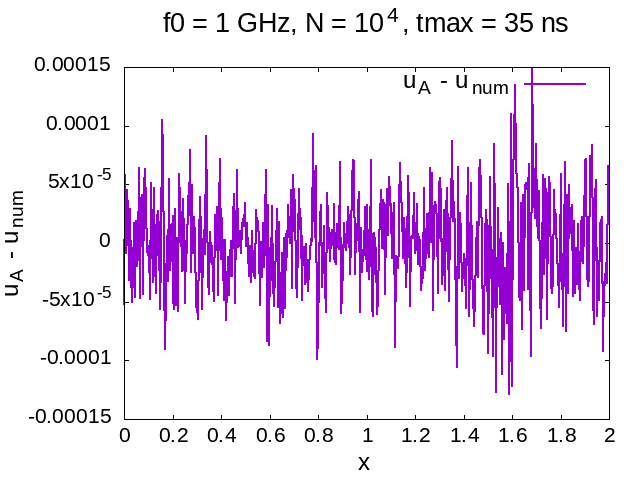 f0 = 1 GHz, N = 10^4, tmax = 35 ns
u_A - u_num
0.00015
0.0001
5x10^-5
0
-5x10^-5
-0.0001
-0.00015
u_A - u_num
0 0.2 0.4 0.6 0.8 1 1.2 1.4 1.6 1.8 2
x